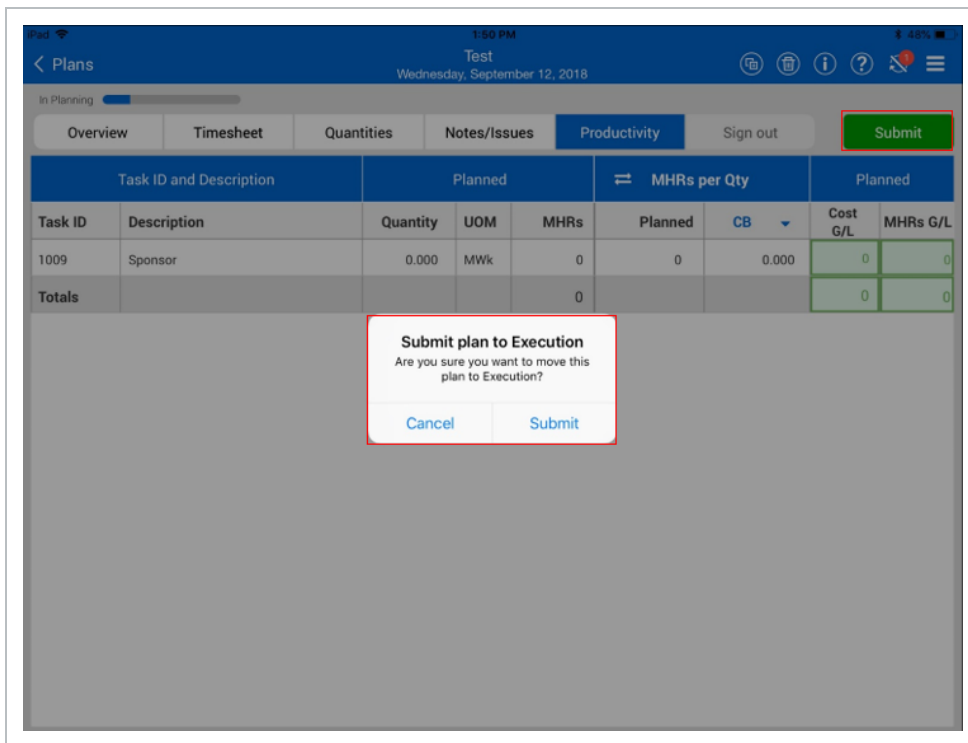 iPad 1:50 PM 48%
Plans Test 1
Wednesday, September 12, 2018
In Planning
Overview Timesheet Quantities Notes/Issues Productivity Sign out Submit
Task ID and Description Planned MHRs per Qty Planned
Task ID Description Quantity UOM MHRs Planned CB Cost G/L MHRs G/L
1009 Sponsor 0.000 MWk 0 0 0.000 0 0
Totals 0 0 0
Submit plan to Execution
Are you sure you want to move this
plan to Execution?
Cancel Submit